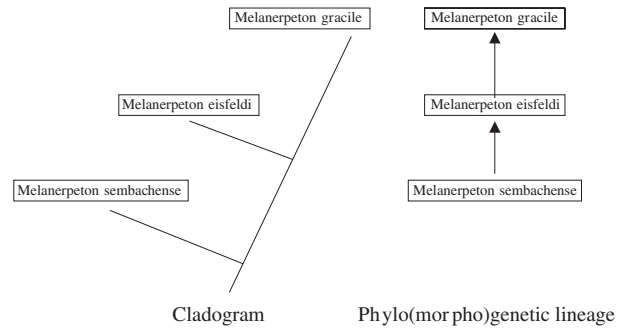 Melanerpeton gracile
Melanerpeton gracile
Melanerpeton eisfeldi
Melanerpeton eisfeldi
Melanerpeton sembachense
Melanerpeton sembachense
Cladogram
Phylo(morpho)genetic lineage